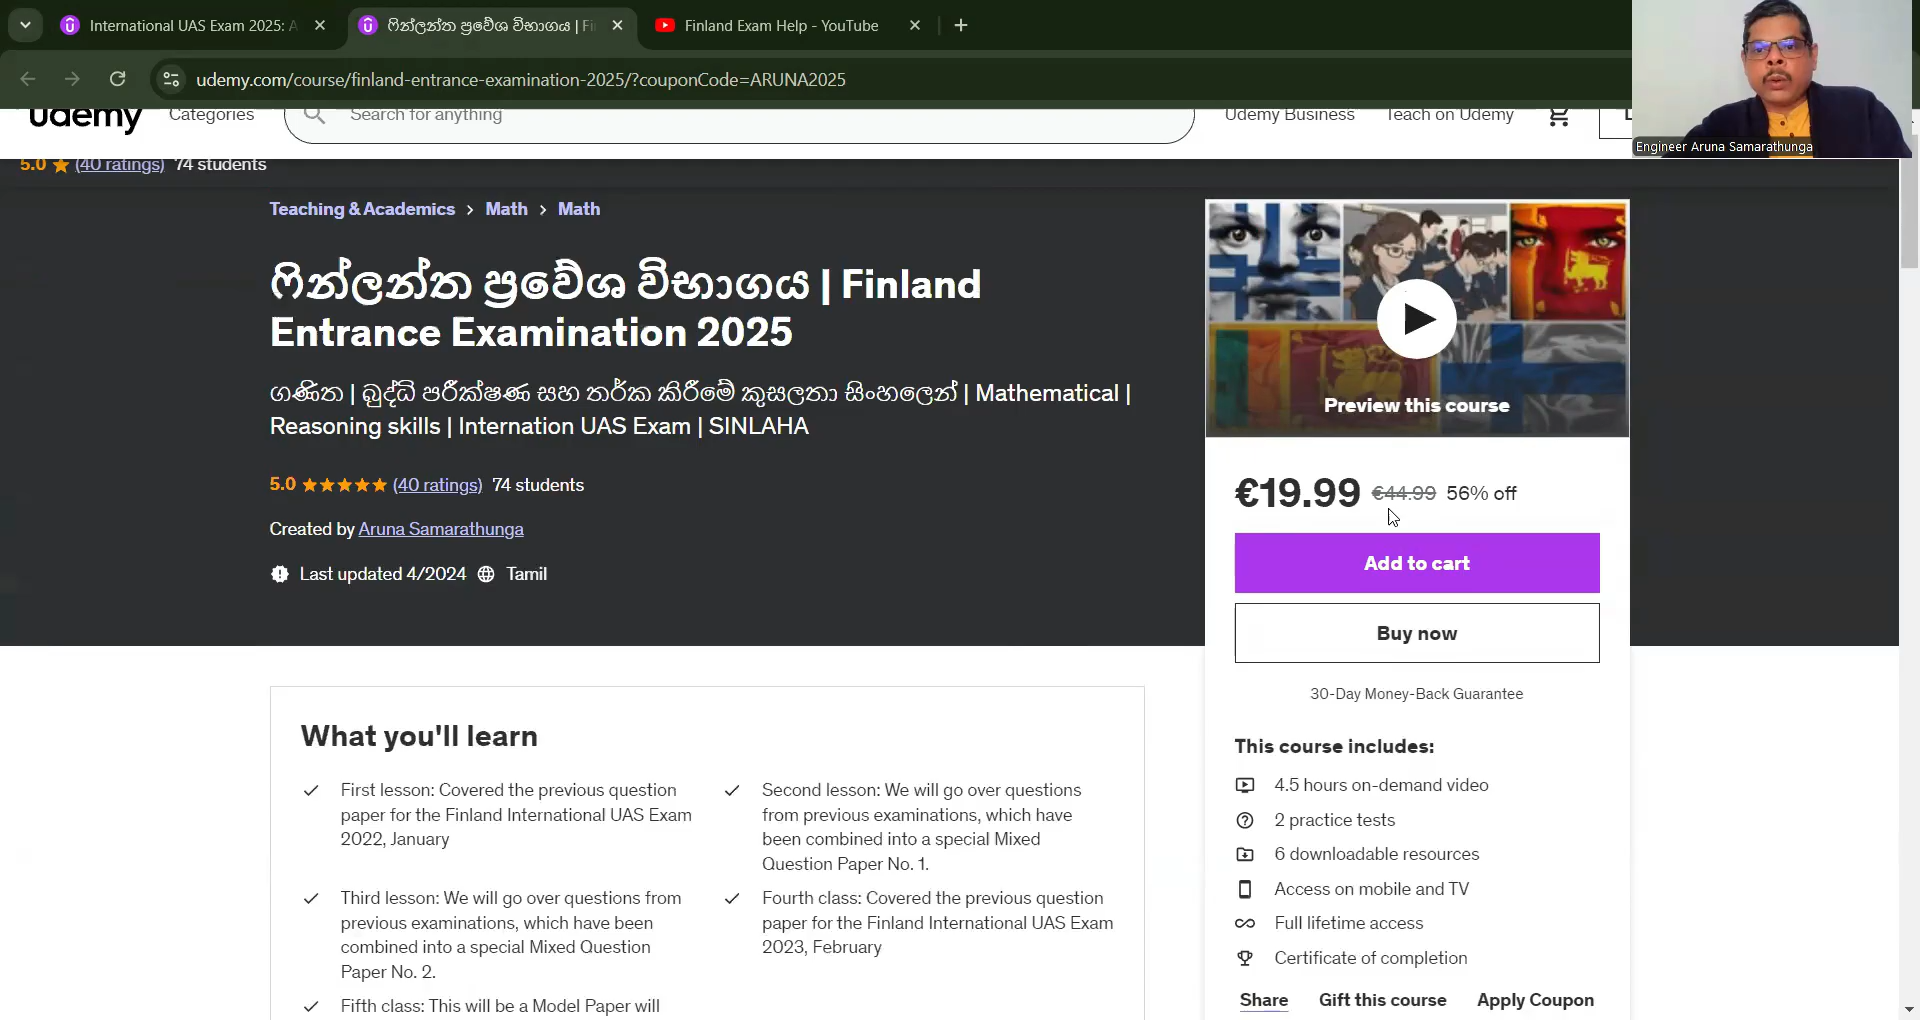 International UAS Exam 2025:
ෆින්ලන්ත ප්‍රවේශ විභාගය | Fi
Finland Exam Help - YouTube
udemy.com/course/finland-entrance-examination-2025/?couponCode=ARUNA2025
udemy
Categories
Search for anything
Udemy Business
Teach on Udemy
Engineer Aruna Samarathunga
5.0 (40 ratings) 74 students
Teaching & Academics > Math > Math
ෆින්ලන්ත ප්‍රවේශ විභාගය | Finland
Entrance Examination 2025
ගණිත | බුද්ධි පරීක්ෂණ සහ තර්ක කිරීමේ කුසලතා සිංහලෙන් | Mathematical |
Reasoning skills | Internation UAS Exam | SINLAHA
5.0 (40 ratings) 74 students
Created by Aruna Samarathunga
Last updated 4/2024 Tamil
Preview this course
€19.99 €44.99 56% off
Add to cart
Buy now
30-Day Money-Back Guarantee
This course includes:
4.5 hours on-demand video
2 practice tests
6 downloadable resources
Access on mobile and TV
Full lifetime access
Certificate of completion
Share Gift this course Apply Coupon
What you'll learn
First lesson: Covered the previous question
paper for the Finland International UAS Exam
2022, January
Second lesson: We will go over questions
from previous examinations, which have
been combined into a special Mixed
Question Paper No. 1.
Third lesson: We will go over questions from
previous examinations, which have been
combined into a special Mixed Question
Paper No. 2.
Fourth class: Covered the previous question
paper for the Finland International UAS Exam
2023, February
Fifth class: This will be a Model Paper will